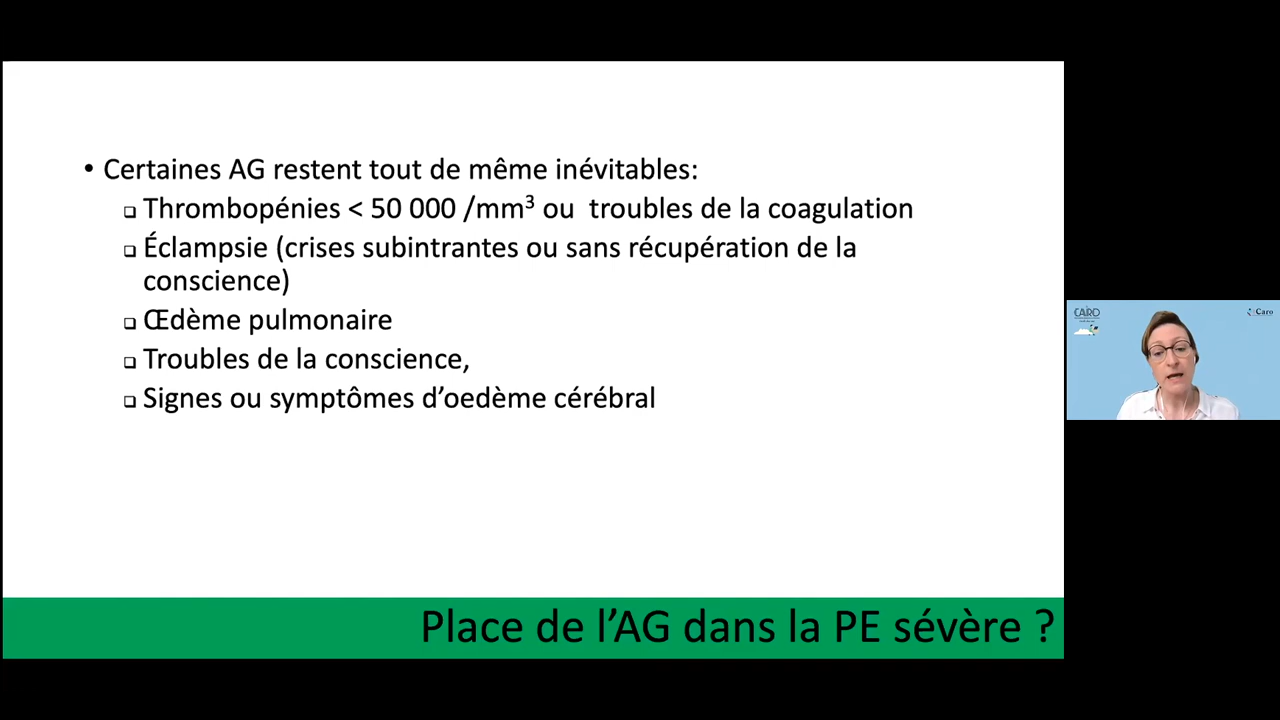 • Certaines AG restent tout de même inévitables:
❑ Thrombopénies < 50 000 /mm³ ou  troubles de la coagulation
❑ Éclampsie (crises subintrantes ou sans récupération de la
conscience)
❑ Œdème pulmonaire
❑ Troubles de la conscience,
❑ Signes ou symptômes d’oedème cérébral
CARO
Caro
Place de l’AG dans la PE sévère ?